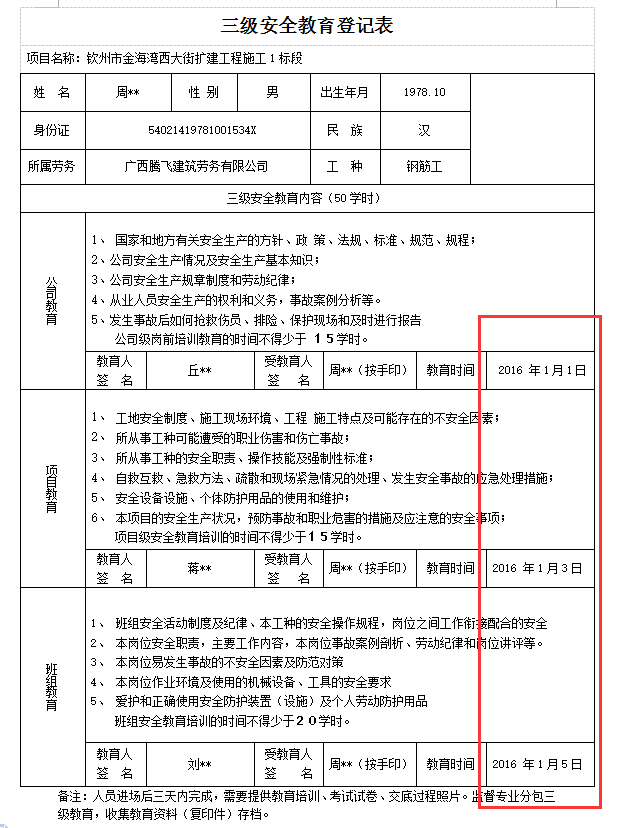 三级安全教育登记表
项目名称：钦州市金海湾西大街扩建工程施工1标段
姓 名 周** 性 别 男 出生年月 1978.10
身份证 54021419781001534X 民 族 汉
所属劳务 广西腾飞建筑劳务有限公司 工 种 钢筋工
三级安全教育内容（50学时）
公司教育
1、 国家和地方有关安全生产的方针、政 策、法规、标准、规范、规程；
2、公司安全生产情况及安全生产基本知识；
3、公司安全生产规章制度和劳动纪律；
4、从业人员安全生产的权利和义务，事故案例分析等。
5、发生事故后如何抢救伤员、排险、保护现场和及时进行报告
公司级岗前培训教育的时间不得少于 15学时。
教育人签 名 丘** 受教育人签 名 周**（按手印） 教育时间 2016 年1月1日
项目教育
1、 工地安全制度、施工现场环境、工程 施工特点及可能存在的不安全因素；
2、 所从事工种可能遭受的职业伤害和伤亡事故；
3、 所从事工种的安全职责、操作技能及强制性标准；
4、 自救互救、急救方法、疏散和现场紧急情况的处理、发生安全事故的应急处理措施；
5、 安全设备设施、个体防护用品的使用和维护；
6、 本项目的安全生产状况，预防事故和职业危害的措施及应注意的安全事项；
项目级安全教育培训的时间不得少于15学时。
教育人签 名 蒋** 受教育人签 名 周**（按手印） 教育时间 2016 年1月3日
班组教育
1、 班组安全活动制度及纪律、本工种的安全操作规程，岗位之间工作衔接配合的安全
2、 本岗位安全职责，主要工作内容，本岗位事故案例剖析、劳动纪律和岗位讲评等。
3、 本岗位易发生事故的不安全因素及防范对策
4、 本岗位作业环境及使用的机械设备、工具的安全要求
5、 爱护和正确使用安全防护装置（设施）及个人劳动防护用品
班组安全教育培训的时间不得少于20学时。
教育人签 名 刘** 受教育人签 名 周**（按手印） 教育时间 2016 年1月5日
备注：人员进场后三天内完成，需要提供教育培训、考试试卷、交底过程照片。监督专业分包三
级教育，收集教育资料（复印件）存档。